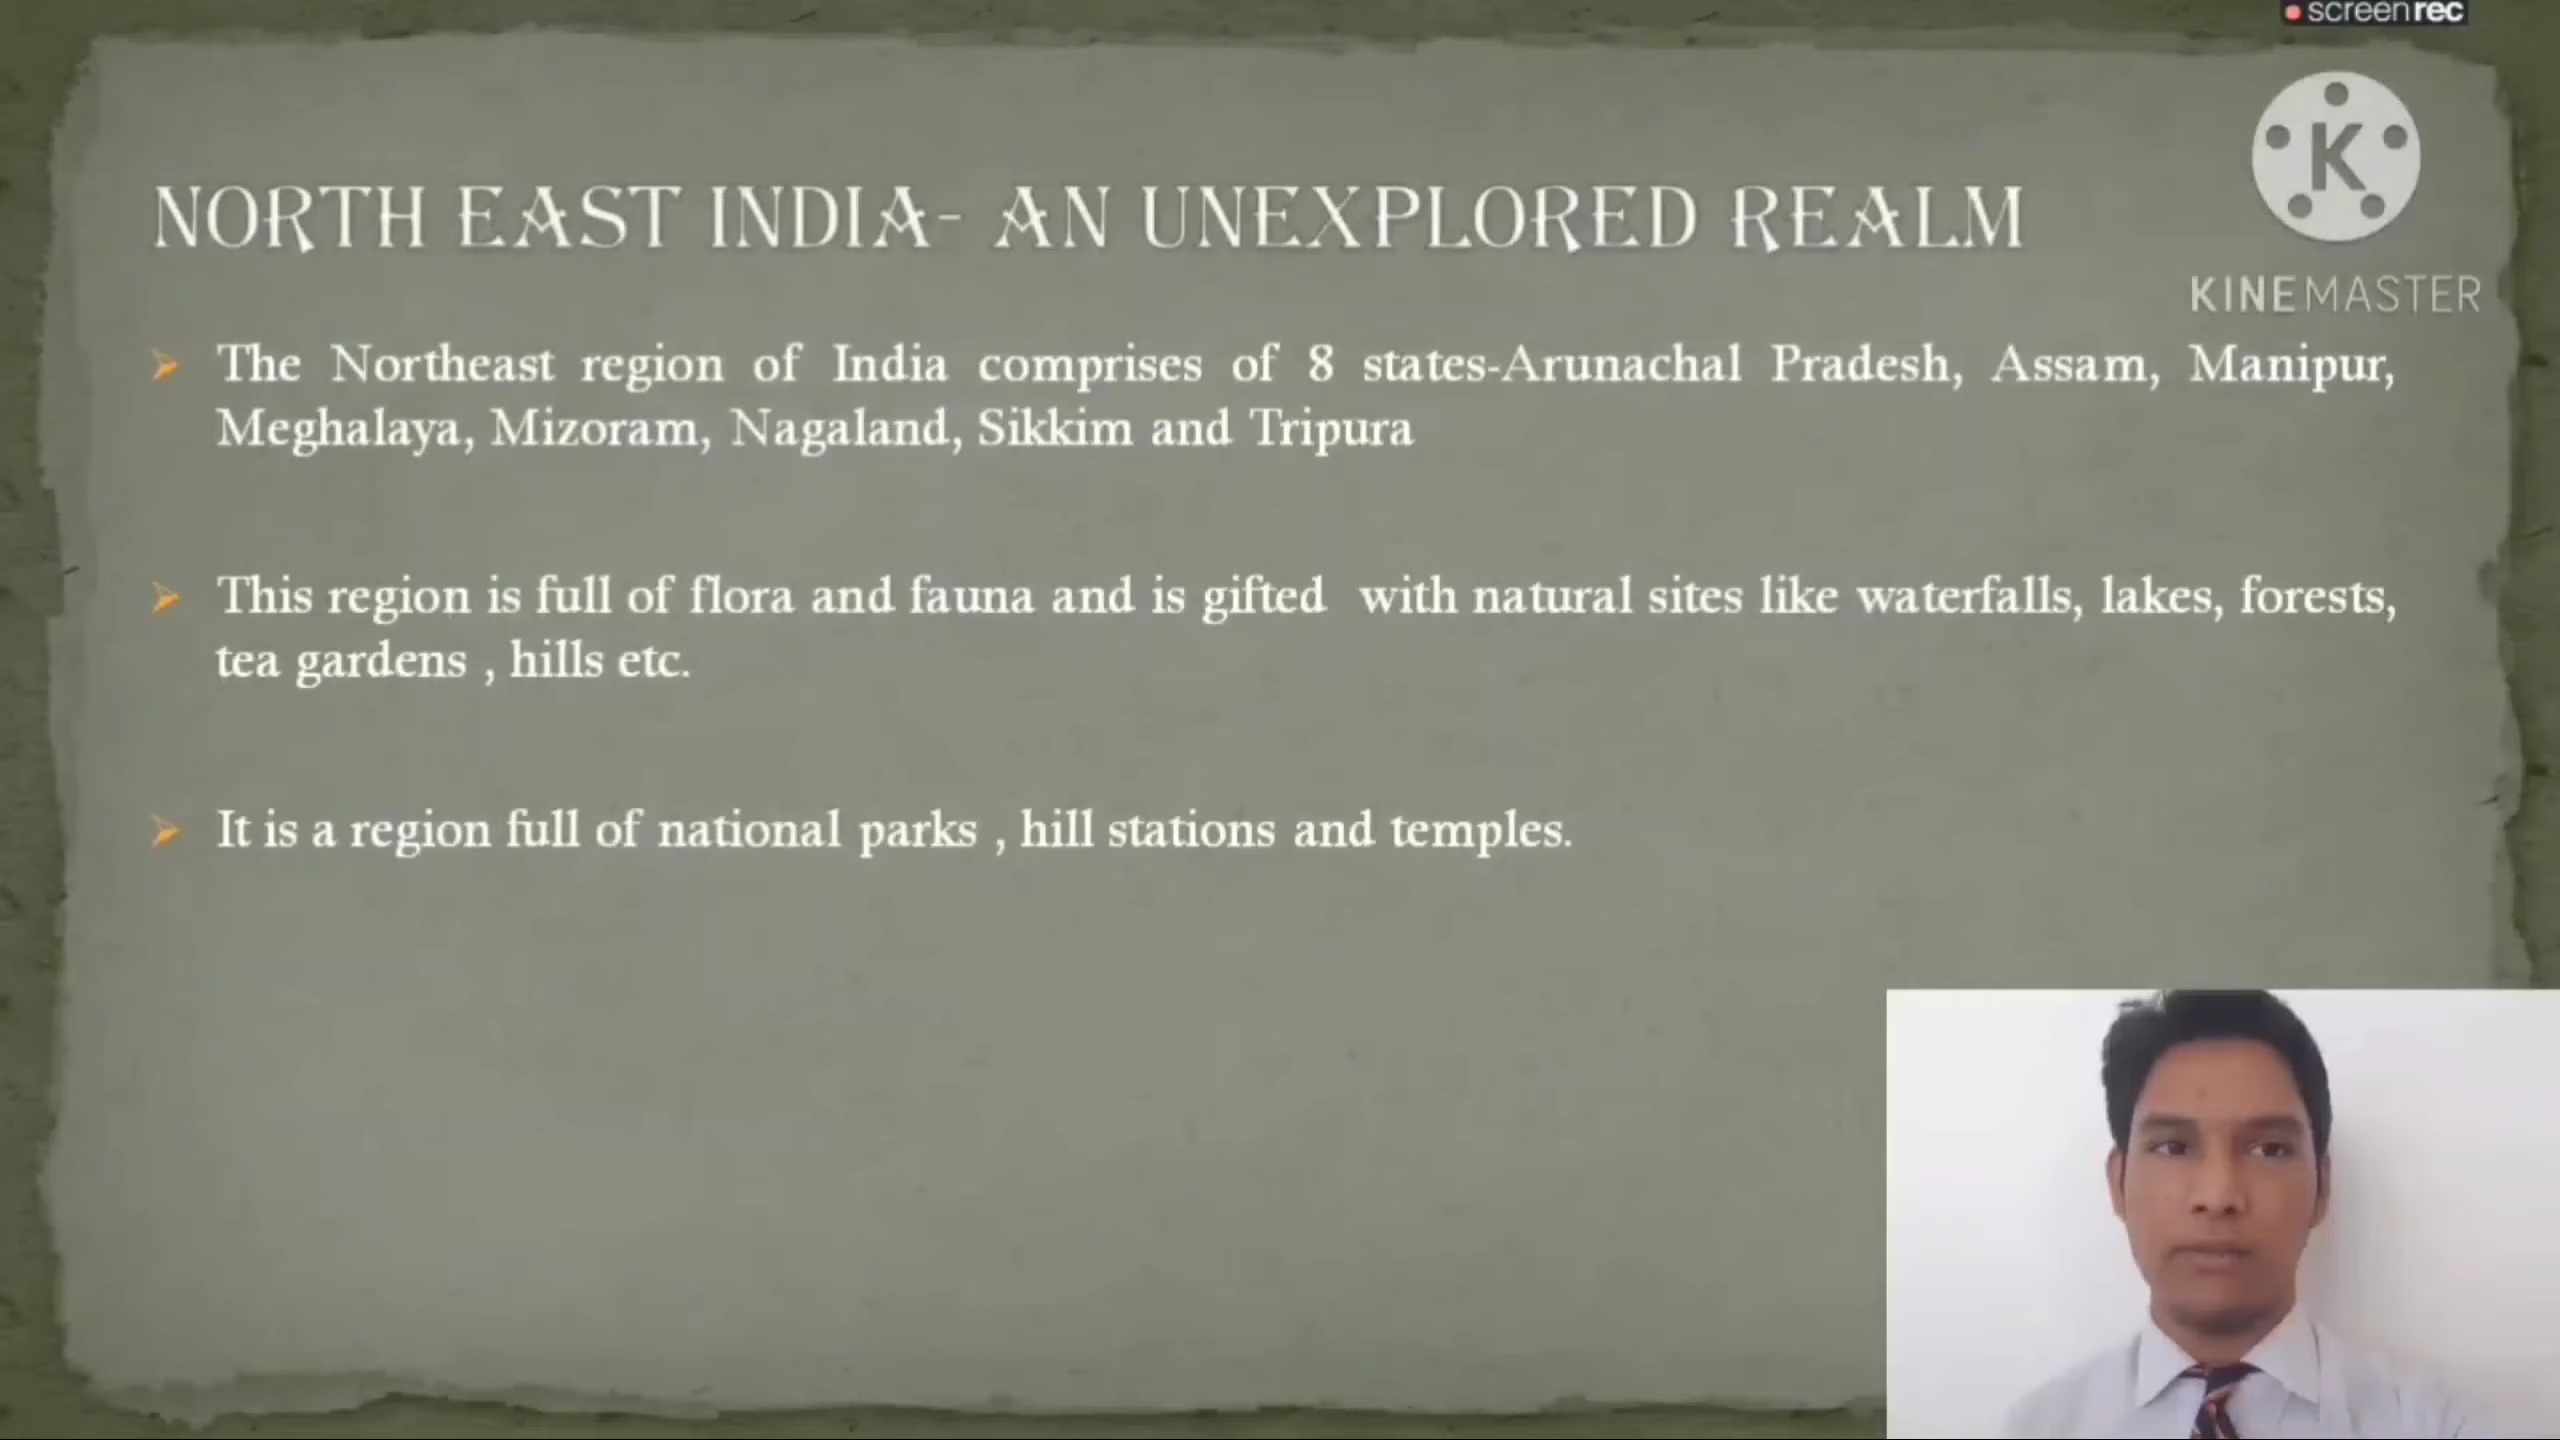 screenrec
NORTH EAST INDIA- AN UNEXPLORED REALM
K
KINEMASTER
The Northeast region of India comprises of 8 states-Arunachal Pradesh, Assam, Manipur,
Meghalaya, Mizoram, Nagaland, Sikkim and Tripura
This region is full of flora and fauna and is gifted  with natural sites like waterfalls, lakes, forests,
tea gardens , hills etc.
It is a region full of national parks , hill stations and temples.